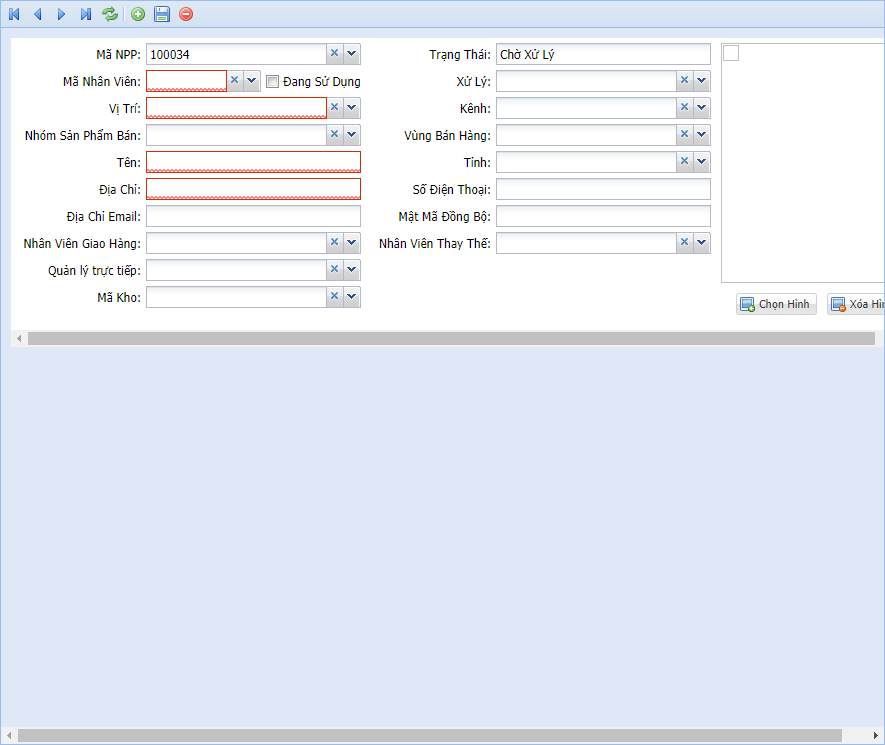 Mã NPP: 100034
Trạng Thái: Chờ Xử Lý
Mã Nhân Viên: Đang Sử Dụng
Xử Lý:
Vị Trí:
Kênh:
Nhóm Sản Phẩm Bán:
Vùng Bán Hàng:
Tên:
Tỉnh:
Địa Chỉ:
Số Điện Thoại:
Địa Chỉ Email:
Mật Mã Đồng Bộ:
Nhân Viên Giao Hàng:
Nhân Viên Thay Thế:
Quản lý trực tiếp:
Mã Kho:
Chọn Hình
Xóa Hì